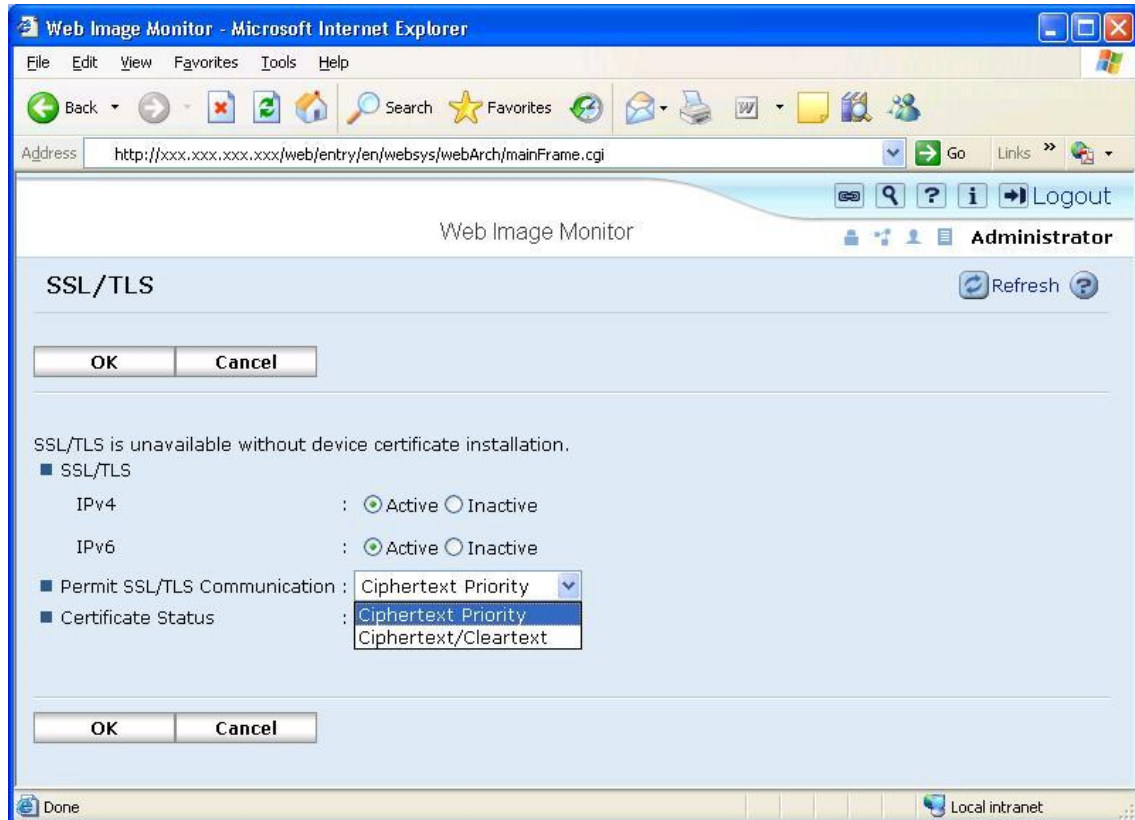 Web Image Monitor - Microsoft Internet Explorer
File Edit View Favorites Tools Help
Back Search Favorites W
Address http://xxx.xxx.xxx.xxx/web/entry/en/websys/webArch/mainFrame.cgi Go Links »
? i Logout
Web Image Monitor Administrator
SSL/TLS Refresh ?
OK Cancel
SSL/TLS is unavailable without device certificate installation.
SSL/TLS
IPv4 : Active Inactive
IPv6 : Active Inactive
Permit SSL/TLS Communication : Ciphertext Priority
Certificate Status : Ciphertext Priority
Ciphertext/Cleartext
OK Cancel
Done Local intranet